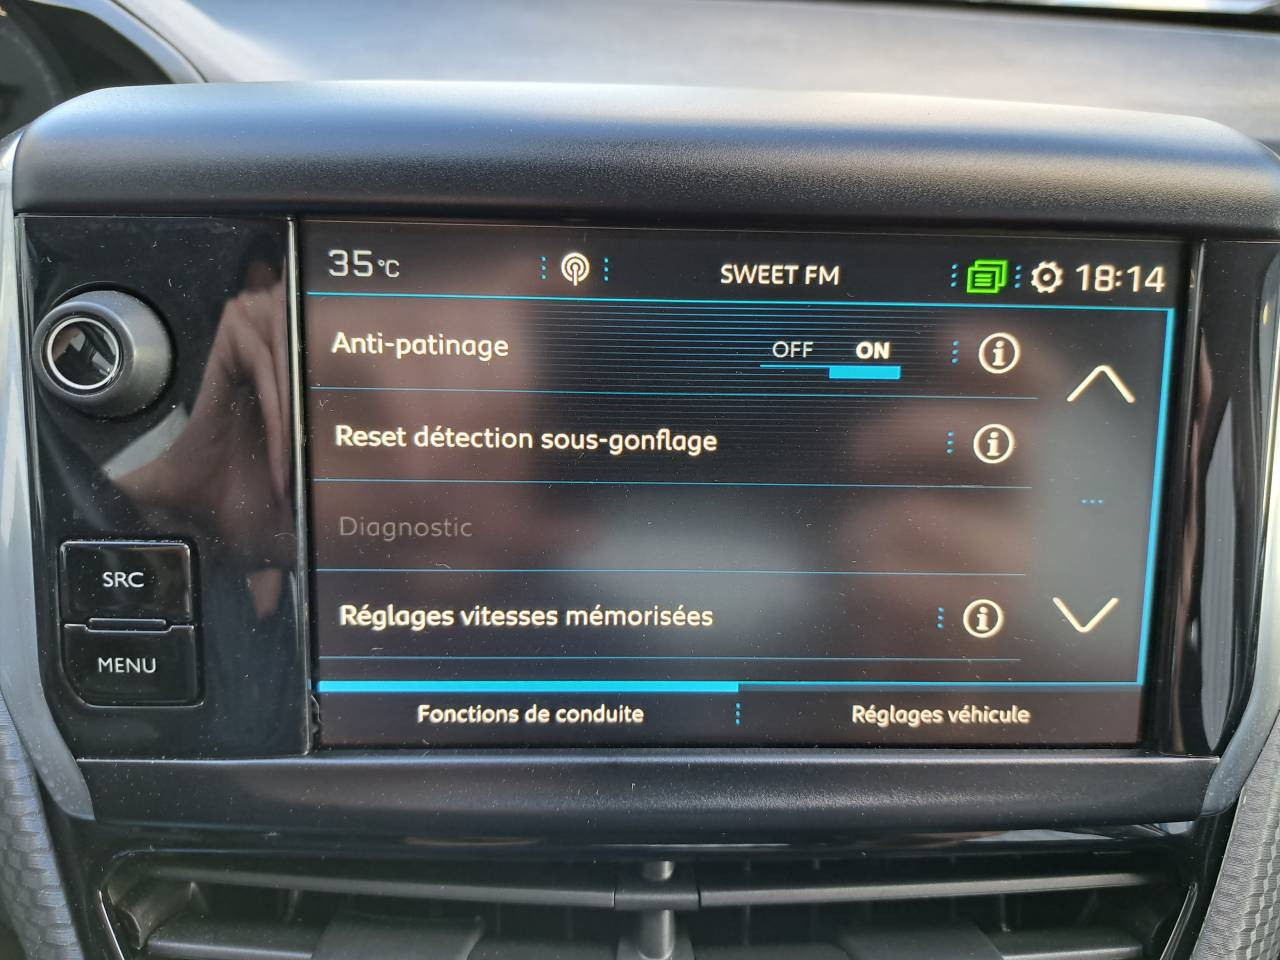 35°C SWEET FM 18:14
Anti-patinage OFF ON
Reset détection sous-gonflage
Diagnostic
Réglages vitesses mémorisées
SRC
MENU
Fonctions de conduite Réglages véhicule